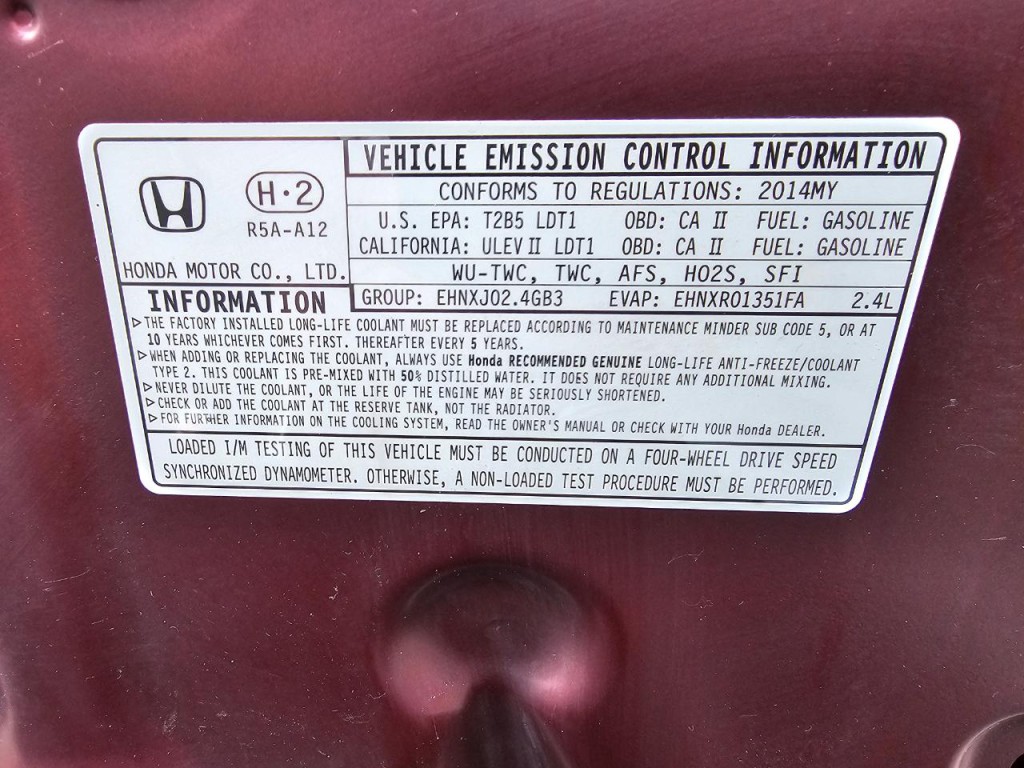 H·2
R5A-A12
HONDA MOTOR CO., LTD.
VEHICLE EMISSION CONTROL INFORMATION
CONFORMS TO REGULATIONS: 2014MY
U.S. EPA: T2B5 LDT1 OBD: CA II FUEL: GASOLINE
CALIFORNIA: ULEV II LDT1 OBD: CA II FUEL: GASOLINE
WU-TWC, TWC, AFS, HO2S, SFI
GROUP: EHNXJ02.4GB3 EVAP: EHNXR01351FA 2.4L
INFORMATION
▷THE FACTORY INSTALLED LONG-LIFE COOLANT MUST BE REPLACED ACCORDING TO MAINTENANCE MINDER SUB CODE 5, OR AT
10 YEARS WHICHEVER COMES FIRST. THEREAFTER EVERY 5 YEARS.
▷WHEN ADDING OR REPLACING THE COOLANT, ALWAYS USE Honda RECOMMENDED GENUINE LONG-LIFE ANTI-FREEZE/COOLANT
TYPE 2. THIS COOLANT IS PRE-MIXED WITH 50% DISTILLED WATER. IT DOES NOT REQUIRE ANY ADDITIONAL MIXING.
▷NEVER DILUTE THE COOLANT, OR THE LIFE OF THE ENGINE MAY BE SERIOUSLY SHORTENED.
▷CHECK OR ADD THE COOLANT AT THE RESERVE TANK, NOT THE RADIATOR.
▷FOR FURTHER INFORMATION ON THE COOLING SYSTEM, READ THE OWNER'S MANUAL OR CHECK WITH YOUR Honda DEALER.
LOADED I/M TESTING OF THIS VEHICLE MUST BE CONDUCTED ON A FOUR-WHEEL DRIVE SPEED
SYNCHRONIZED DYNAMOMETER. OTHERWISE, A NON-LOADED TEST PROCEDURE MUST BE PERFORMED.